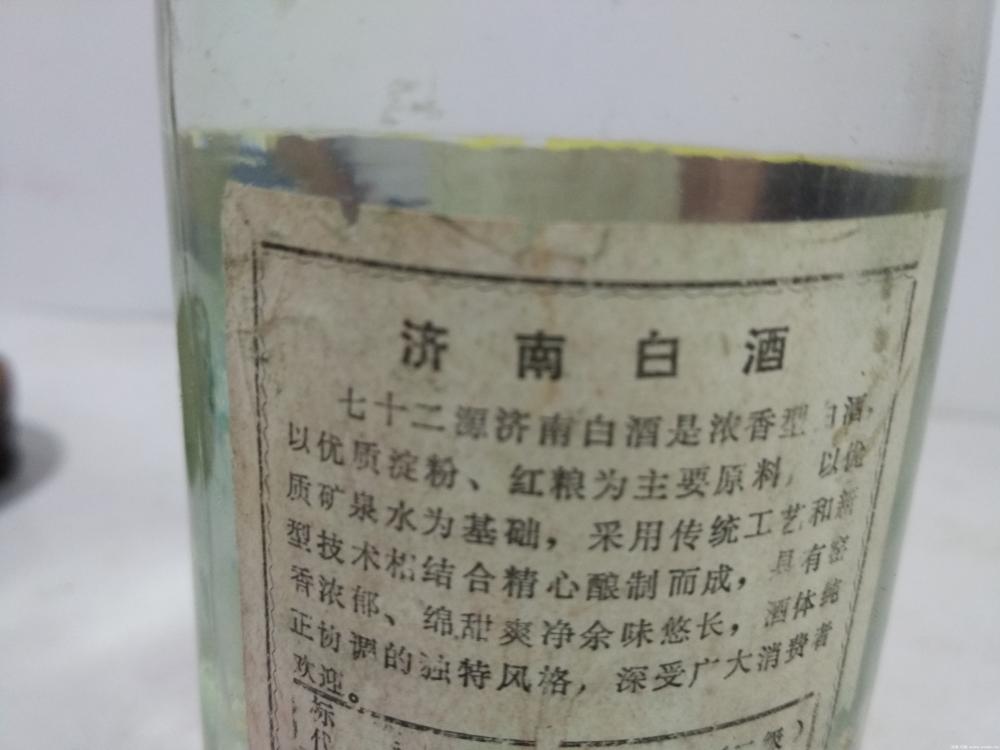 济南白酒
七十二源济南白酒是浓香型白酒,
以优质淀粉、红粮为主要原料,以优
质矿泉水为基础,采用传统工艺和新
型技术相结合精心酿制而成,具有窖
香浓郁、绵甜爽净余味悠长,酒体纯
正协调的独特风格,深受广大消费者
欢迎。
标
代
级)